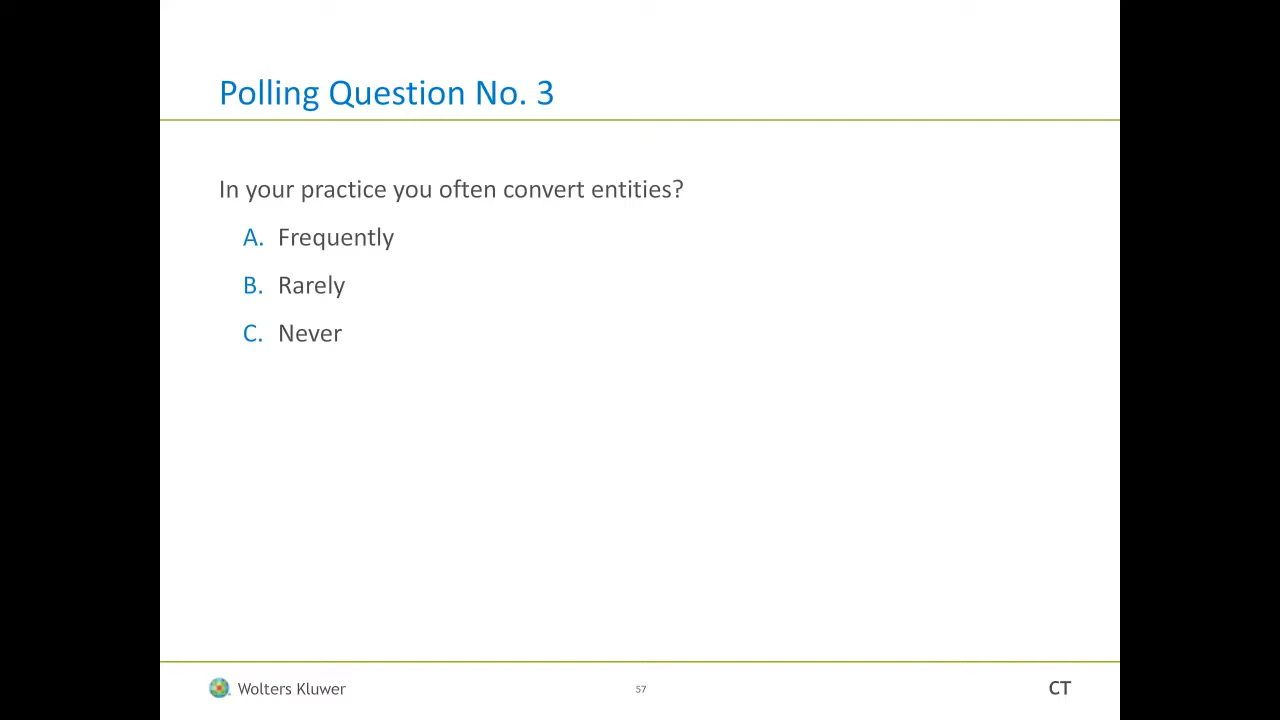 Polling Question No. 3
In your practice you often convert entities?
A. Frequently
B. Rarely
C. Never
Wolters Kluwer
57
CT